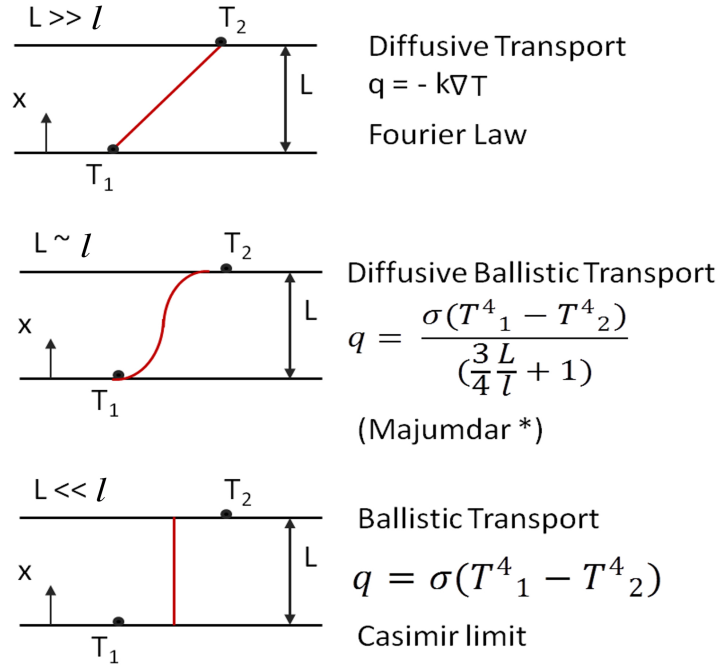 L >> l
T₂
Diffusive Transport
q = - k∇T
Fourier Law
L
x
T₁
L ~ l
T₂
Diffusive Ballistic Transport
q = σ(T⁴₁ − T⁴₂) / (3/4 L/l + 1)
(Majumdar *)
L
x
T₁
L << l
T₂
Ballistic Transport
q = σ(T⁴₁ − T⁴₂)
Casimir limit
L
x
T₁